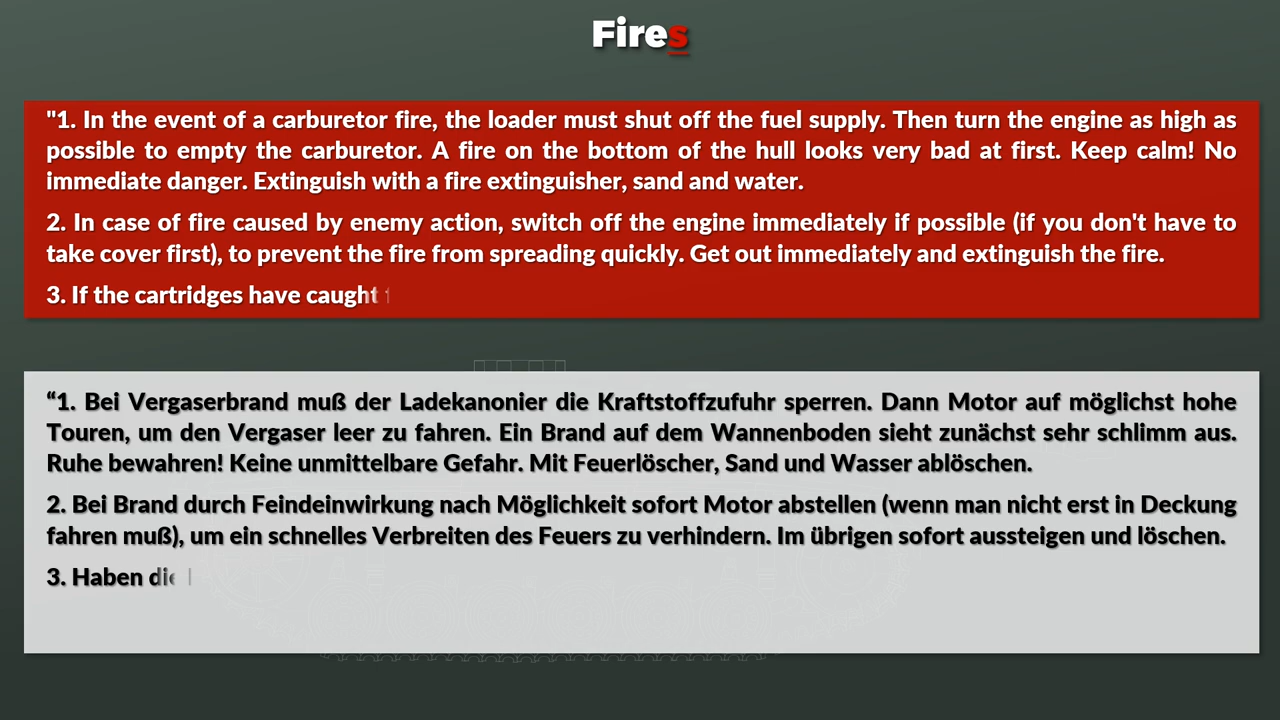 Fires
"1. In the event of a carburetor fire, the loader must shut off the fuel supply. Then turn the engine as high as
possible to empty the carburetor. A fire on the bottom of the hull looks very bad at first. Keep calm! No
immediate danger. Extinguish with a fire extinguisher, sand and water.
2. In case of fire caused by enemy action, switch off the engine immediately if possible (if you don't have to
take cover first), to prevent the fire from spreading quickly. Get out immediately and extinguish the fire.
3. If the cartridges have caught
“1. Bei Vergaserbrand muß der Ladekanonier die Kraftstoffzufuhr sperren. Dann Motor auf möglichst hohe
Touren, um den Vergaser leer zu fahren. Ein Brand auf dem Wannenboden sieht zunächst sehr schlimm aus.
Ruhe bewahren! Keine unmittelbare Gefahr. Mit Feuerlöscher, Sand und Wasser ablöschen.
2. Bei Brand durch Feindeinwirkung nach Möglichkeit sofort Motor abstellen (wenn man nicht erst in Deckung
fahren muß), um ein schnelles Verbreiten des Feuers zu verhindern. Im übrigen sofort aussteigen und löschen.
3. Haben die